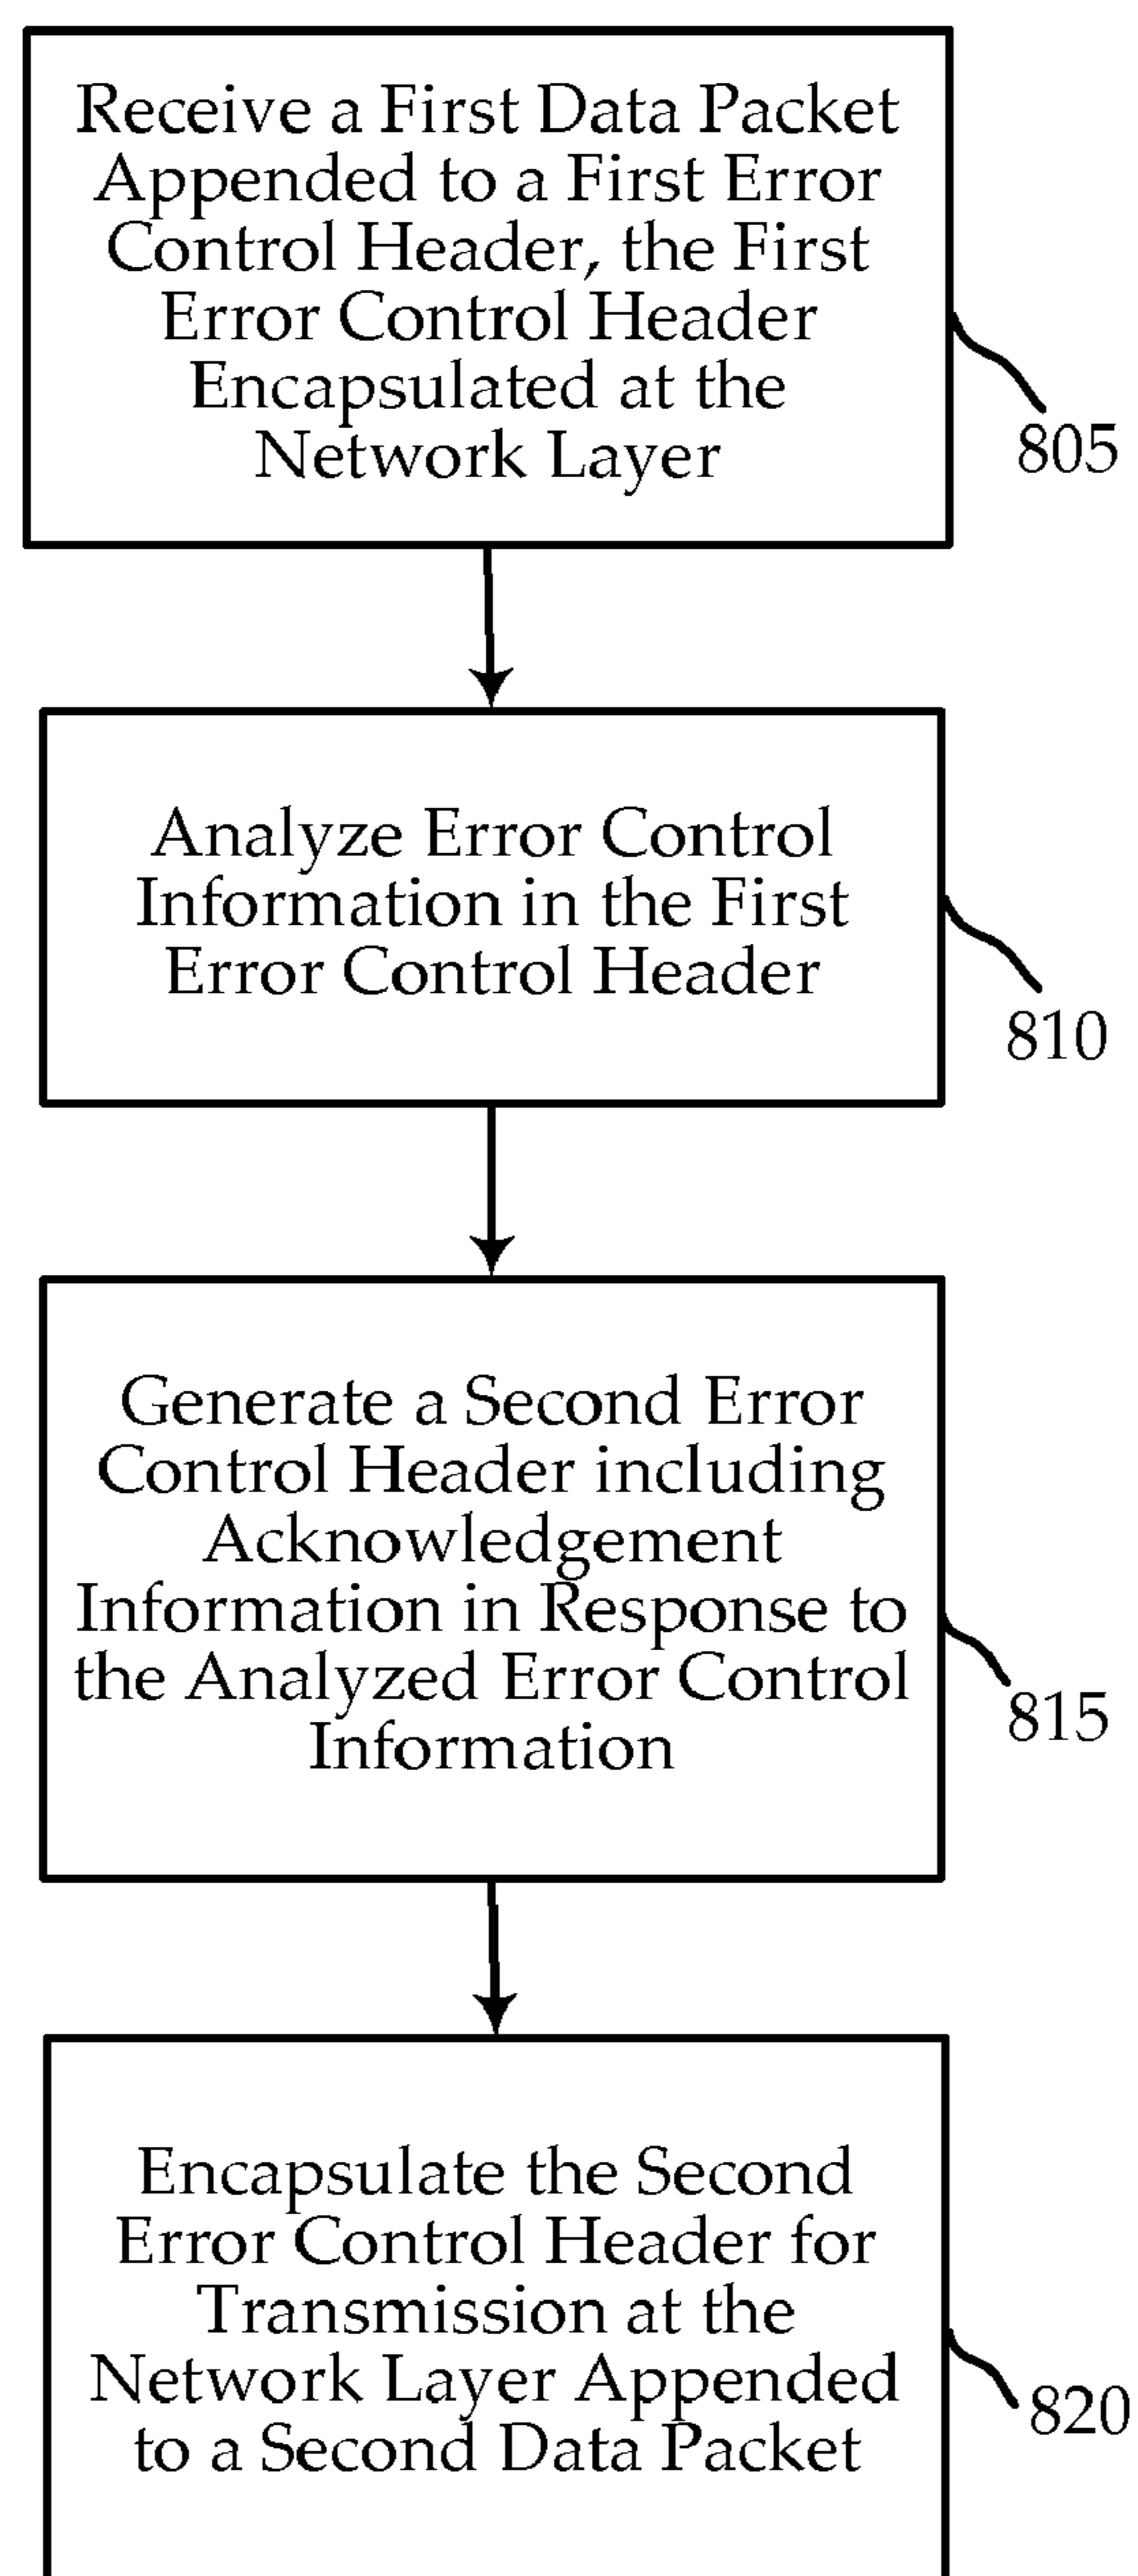 Receive a First Data Packet
Appended to a First Error
Control Header, the First
Error Control Header
Encapsulated at the
Network Layer
805
Analyze Error Control
Information in the First
Error Control Header
810
Generate a Second Error
Control Header including
Acknowledgement
Information in Response to
the Analyzed Error Control
Information
815
Encapsulate the Second
Error Control Header for
Transmission at the
Network Layer Appended
to a Second Data Packet
820